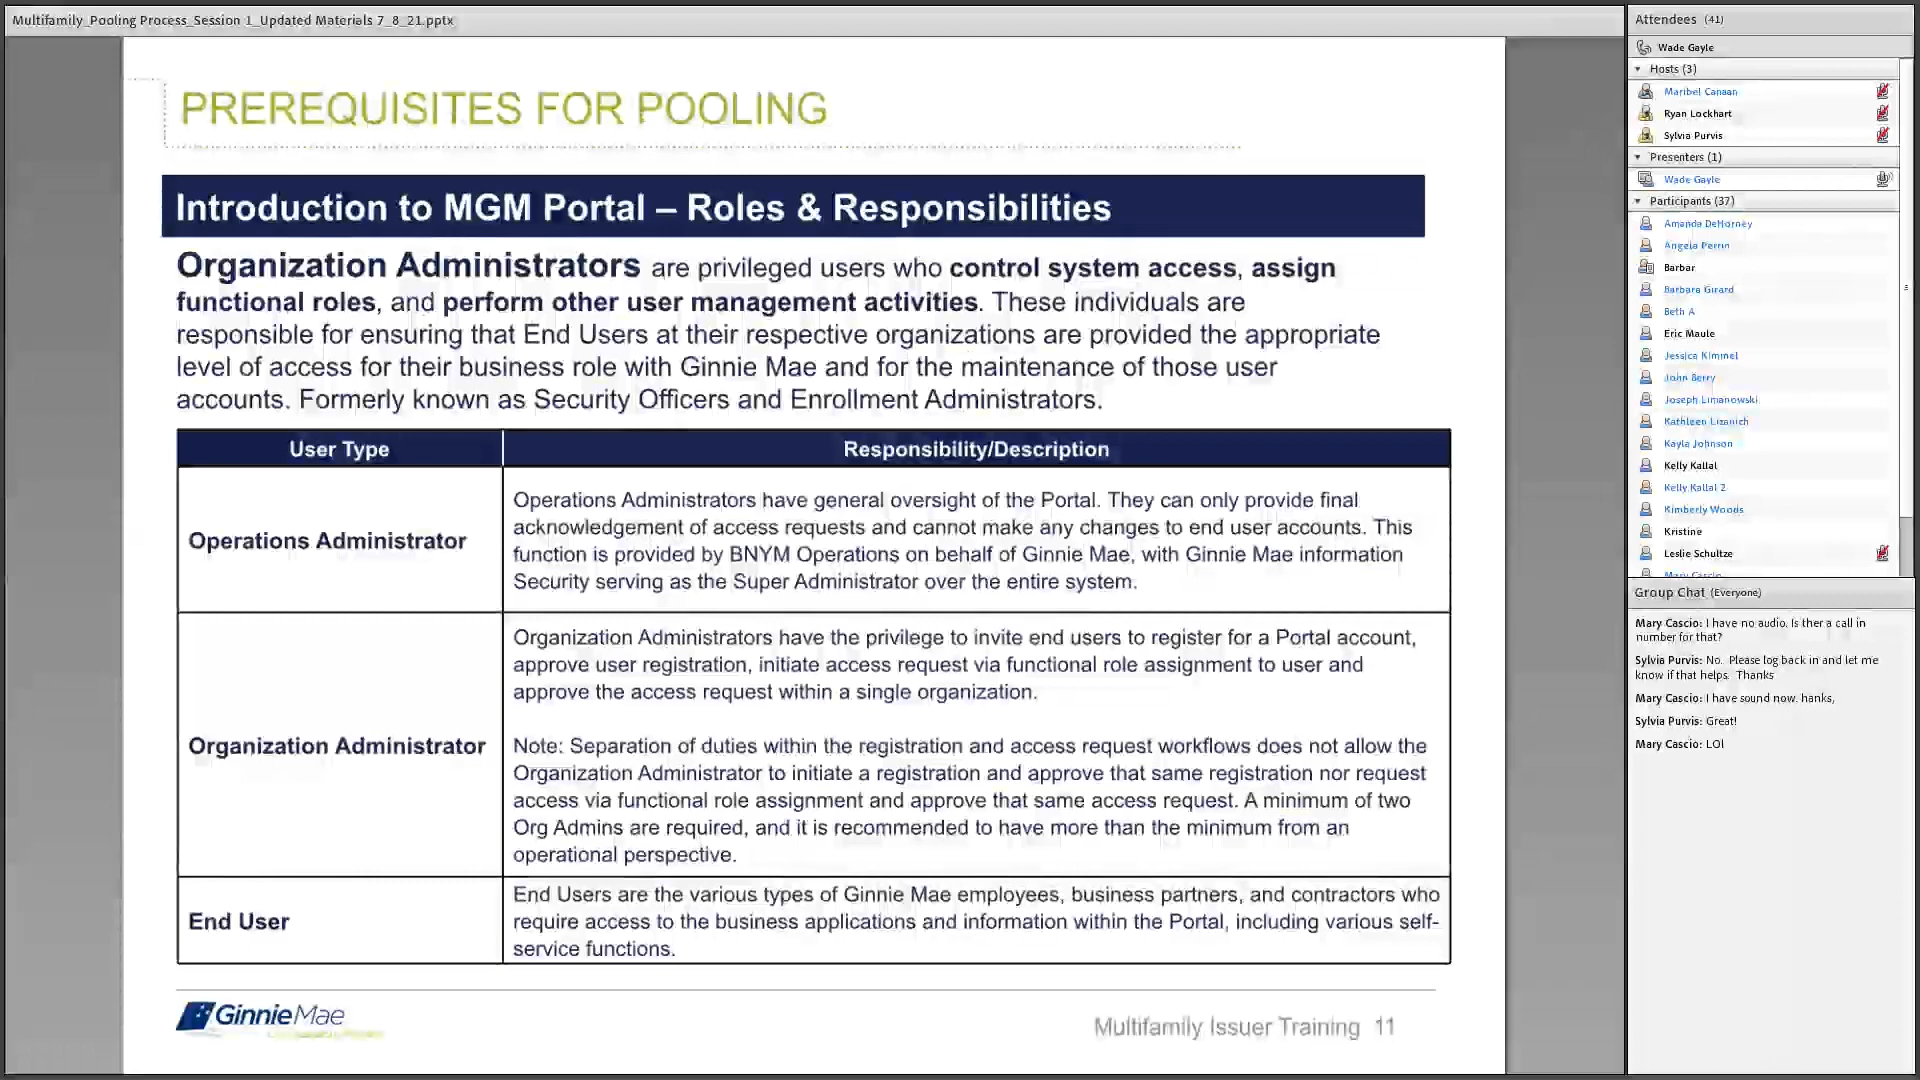 Multifamily_Pooling Process_Session 1_Updated Materials 7_8_21.pptx
PREREQUISITES FOR POOLING
Introduction to MGM Portal – Roles & Responsibilities
Organization Administrators are privileged users who control system access, assign
functional roles, and perform other user management activities. These individuals are
responsible for ensuring that End Users at their respective organizations are provided the appropriate
level of access for their business role with Ginnie Mae and for the maintenance of those user
accounts. Formerly known as Security Officers and Enrollment Administrators.
User Type
Responsibility/Description
Operations Administrator
Operations Administrators have general oversight of the Portal. They can only provide final
acknowledgement of access requests and cannot make any changes to end user accounts. This
function is provided by BNYM Operations on behalf of Ginnie Mae, with Ginnie Mae information
Security serving as the Super Administrator over the entire system.
Organization Administrator
Organization Administrators have the privilege to invite end users to register for a Portal account,
approve user registration, initiate access request via functional role assignment to user and
approve the access request within a single organization.
Note: Separation of duties within the registration and access request workflows does not allow the
Organization Administrator to initiate a registration and approve that same registration nor request
access via functional role assignment and approve that same access request. A minimum of two
Org Admins are required, and it is recommended to have more than the minimum from an
operational perspective.
End User
End Users are the various types of Ginnie Mae employees, business partners, and contractors who
require access to the business applications and information within the Portal, including various self-
service functions.
GinnieMae
Multifamily Issuer Training 11
Attendees (41)
Wade Gayle
Hosts (3)
Maribel Canaan
Ryan Lockhart
Sylvia Purvis
Presenters (1)
Wade Gayle
Participants (37)
Amanda DeHorney
Angela Perrin
Barbar
Barbara Girard
Beth A
Eric Maule
Jessica Kimmel
John Berry
Joseph Limanowski
Kathleen Lizanich
Kayla Johnson
Kelly Kallal
Kelly Kallal 2
Kimberly Woods
Kristine
Leslie Schultze
Mary Cascio
Group Chat (Everyone)
Mary Cascio: I have no audio. Is ther a call in
number for that?
Sylvia Purvis: No. Please log back in and let me
know if that helps. Thanks
Mary Cascio: I have sound now. hanks,
Sylvia Purvis: Great!
Mary Cascio: LOl